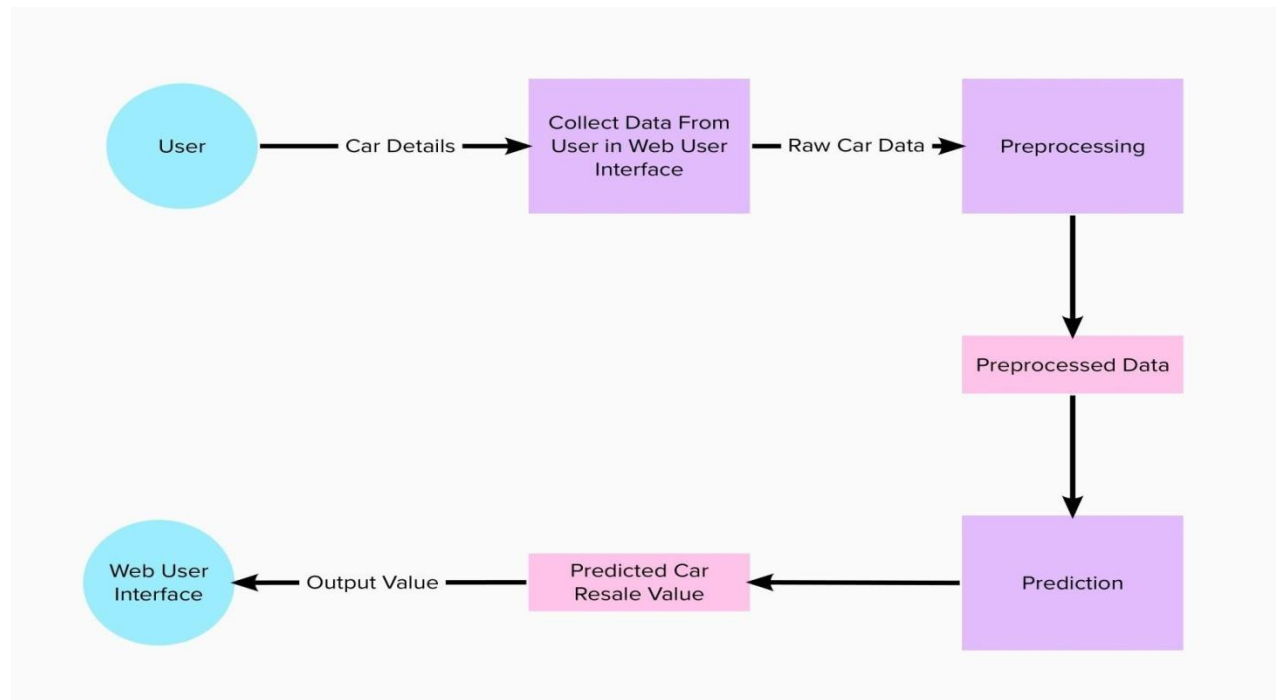 User
Car Details
Collect Data From
User in Web User
Interface
Raw Car Data
Preprocessing
Preprocessed Data
Prediction
Predicted Car
Resale Value
Output Value
Web User
Interface